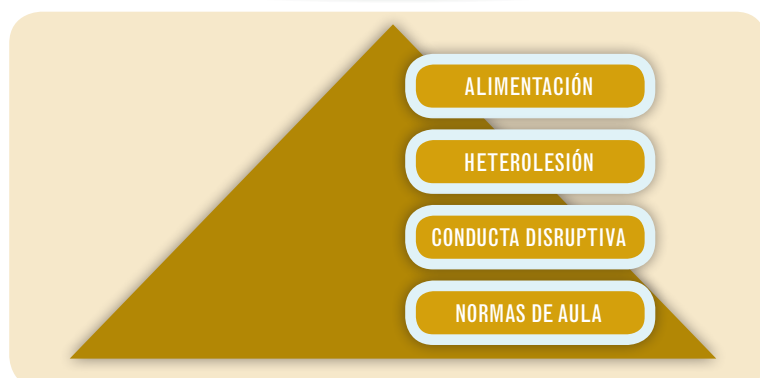 ALIMENTACIÓN
HETEROLESIÓN
CONDUCTA DISRUPTIVA
NORMAS DE AULA